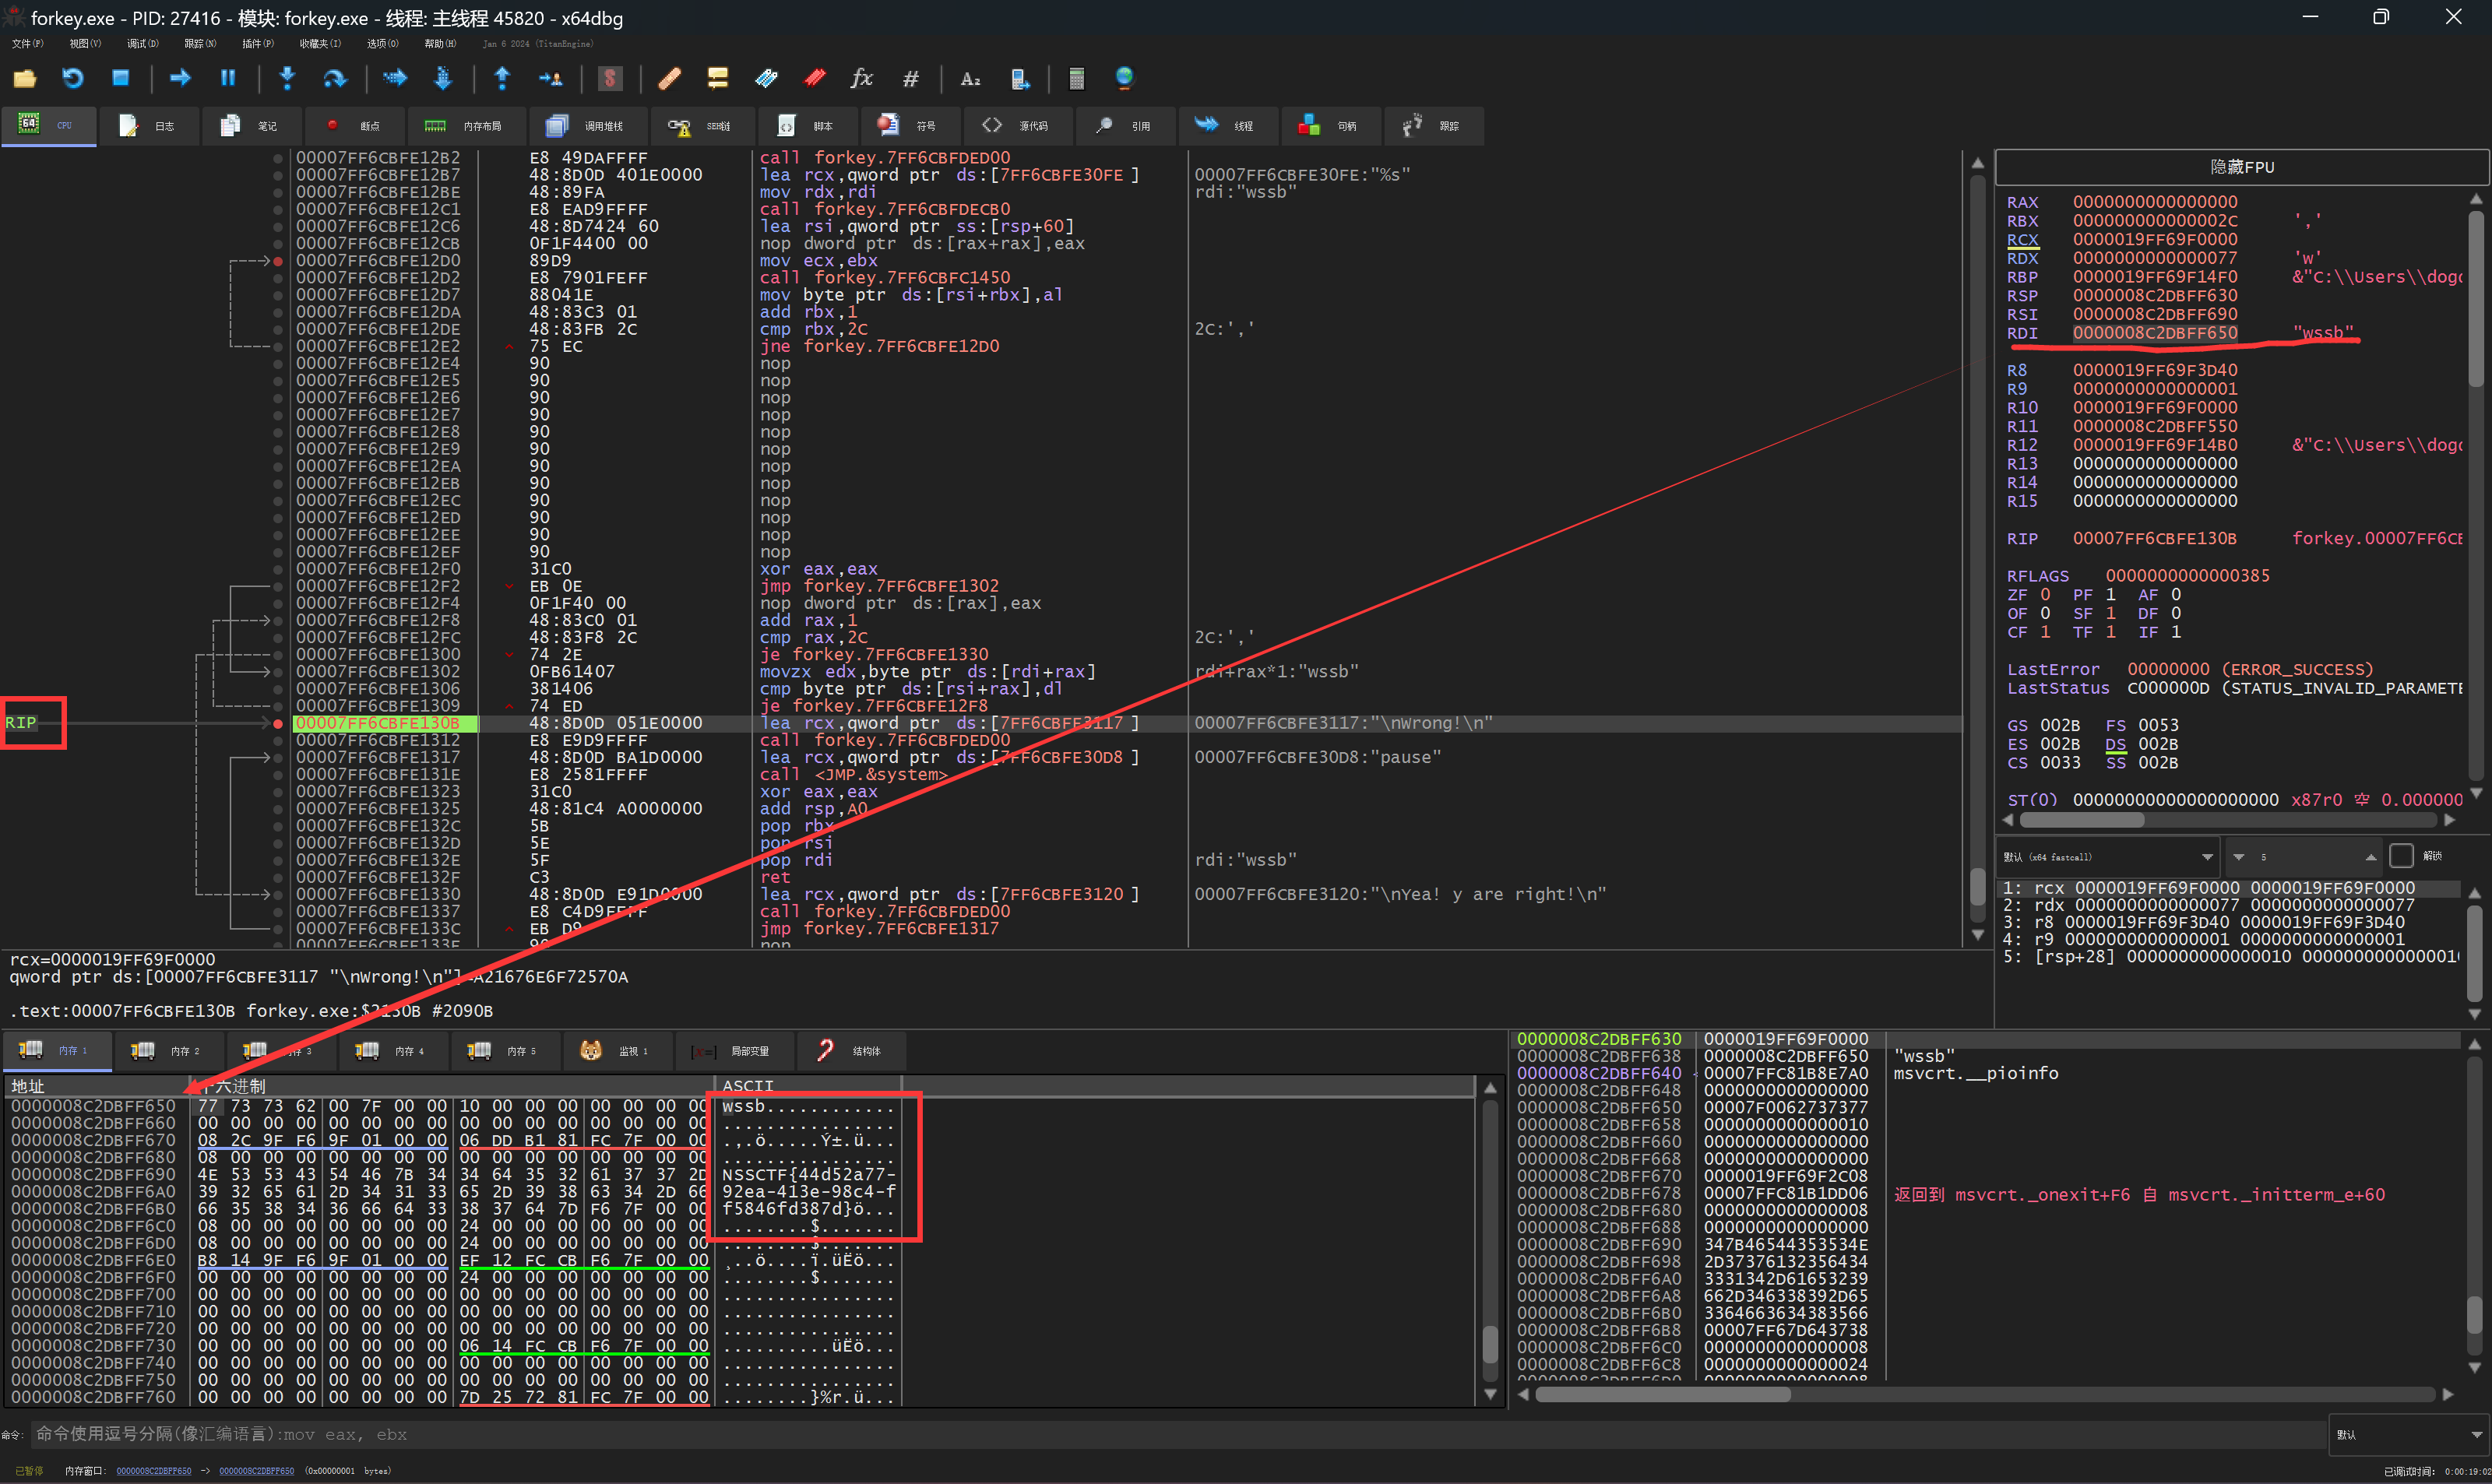 forkey.exe - PID: 27416 - 模块: forkey.exe - 线程: 主线程 45820 - x64dbg
文件(F) 视图(V) 调试(D) 跟踪(N) 插件(P) 收藏夹(I) 选项(O) 帮助(H) Jan 6 2024 (TitanEngine)
CPU 日志 笔记 断点 内存布局 调用堆栈 SEH链 脚本 符号 源代码 引用 线程 句柄 跟踪
00007FF6CBFE12B2 E8 49DAFFFF call forkey.7FF6CBFDED00
00007FF6CBFE12B7 48:8D0D 401E0000 lea rcx,qword ptr ds:[7FF6CBFE30FE] 00007FF6CBFE30FE:"%s"
00007FF6CBFE12BE 48:89FA mov rdx,rdi rdi:"wssb"
00007FF6CBFE12C1 E8 EAD9FFFF call forkey.7FF6CBFDECB0
00007FF6CBFE12C6 48:8D7424 60 lea rsi,qword ptr ss:[rsp+60]
00007FF6CBFE12CB 0F1F4400 00 nop dword ptr ds:[rax+rax],eax
00007FF6CBFE12D0 89D9 mov ecx,ebx
00007FF6CBFE12D2 E8 7901FEFF call forkey.7FF6CBFC1450
00007FF6CBFE12D7 88041E mov byte ptr ds:[rsi+rbx],al
00007FF6CBFE12DA 48:83C3 01 add rbx,1
00007FF6CBFE12DE 48:83FB 2C cmp rbx,2C 2C:','
00007FF6CBFE12E2 75 EC jne forkey.7FF6CBFE12D0
00007FF6CBFE12E4 90 nop
00007FF6CBFE12E5 90 nop
00007FF6CBFE12E6 90 nop
00007FF6CBFE12E7 90 nop
00007FF6CBFE12E8 90 nop
00007FF6CBFE12E9 90 nop
00007FF6CBFE12EA 90 nop
00007FF6CBFE12EB 90 nop
00007FF6CBFE12EC 90 nop
00007FF6CBFE12ED 90 nop
00007FF6CBFE12EE 90 nop
00007FF6CBFE12EF 90 nop
00007FF6CBFE12F0 31C0 xor eax,eax
00007FF6CBFE12F2 EB 0E jmp forkey.7FF6CBFE1302
00007FF6CBFE12F4 0F1F40 00 nop dword ptr ds:[rax],eax
00007FF6CBFE12F8 48:83C0 01 add rax,1
00007FF6CBFE12FC 48:83F8 2C cmp rax,2C 2C:','
00007FF6CBFE1300 74 2E je forkey.7FF6CBFE1330
00007FF6CBFE1302 0FB61407 movzx edx,byte ptr ds:[rdi+rax] rdi+rax*1:"wssb"
00007FF6CBFE1306 381406 cmp byte ptr ds:[rsi+rax],dl
00007FF6CBFE1309 74 ED je forkey.7FF6CBFE12F8
RIP 00007FF6CBFE130B 48:8D0D 051E0000 lea rcx,qword ptr ds:[7FF6CBFE3117] 00007FF6CBFE3117:"\nWrong!\n"
00007FF6CBFE1312 E8 E9D9FFFF call forkey.7FF6CBFDED00
00007FF6CBFE1317 48:8D0D BA1D0000 lea rcx,qword ptr ds:[7FF6CBFE30D8] 00007FF6CBFE30D8:"pause"
00007FF6CBFE131E E8 2581FFFF call <JMP.&system>
00007FF6CBFE1323 31C0 xor eax,eax
00007FF6CBFE1325 48:81C4 A0000000 add rsp,A0
00007FF6CBFE132C 5B pop rbx
00007FF6CBFE132D 5E pop rsi
00007FF6CBFE132E 5F pop rdi rdi:"wssb"
00007FF6CBFE132F C3 ret
00007FF6CBFE1330 48:8D0D E91D0000 lea rcx,qword ptr ds:[7FF6CBFE3120] 00007FF6CBFE3120:"\nYea! y are right!\n"
00007FF6CBFE1337 E8 C4D9FFFF call forkey.7FF6CBFDED00
00007FF6CBFE133C EB D9 jmp forkey.7FF6CBFE1317
00007FF6CBFE133E 90 nop
隐藏FPU
RAX 0000000000000000
RBX 000000000000002C ','
RCX 0000019FF69F0000
RDX 0000000000000077 'w'
RBP 0000019FF69F14F0 &"C:\\Users\\dogc
RSP 0000008C2DBFF630
RSI 0000008C2DBFF690
RDI 0000008C2DBFF650 "wssb"
R8 0000019FF69F3D40
R9 0000000000000001
R10 0000019FF69F0000
R11 0000008C2DBFF550
R12 0000019FF69F14B0 &"C:\\Users\\dogc
R13 0000000000000000
R14 0000000000000000
R15 0000000000000000
RIP 00007FF6CBFE130B forkey.00007FF6CB
RFLAGS 0000000000000385
ZF 0 PF 1 AF 0
OF 0 SF 1 DF 0
CF 1 TF 1 IF 1
LastError 00000000 (ERROR_SUCCESS)
LastStatus C000000D (STATUS_INVALID_PARAMETE
GS 002B FS 0053
ES 002B DS 002B
CS 0033 SS 002B
ST(0) 00000000000000000000 x87r0 空 0.000000
默认 (x64 fastcall) 5 解锁
1: rcx 0000019FF69F0000 0000019FF69F0000
2: rdx 0000000000000077 0000000000000077
3: r8 0000019FF69F3D40 0000019FF69F3D40
4: r9 0000000000000001 0000000000000001
5: [rsp+28] 0000000000000010 000000000000001
rcx=0000019FF69F0000
qword ptr ds:[00007FF6CBFE3117 "\nWrong!\n"]=A21676E6F72570A
.text:00007FF6CBFE130B forkey.exe:$2130B #2090B
内存 1 内存 2 内存 3 内存 4 内存 5 监视 1 [x=] 局部变量 结构体
地址 十六进制 ASCII
0000008C2DBFF650 77 73 73 62 00 7F 00 00 10 00 00 00 00 00 00 00 wssb............
0000008C2DBFF660 00 00 00 00 00 00 00 00 00 00 00 00 00 00 00 00 ................
0000008C2DBFF670 08 2C 9F F6 9F 01 00 00 06 DD B1 81 FC 7F 00 00 .,.ö.....Ý±.ü...
0000008C2DBFF680 08 00 00 00 00 00 00 00 00 00 00 00 00 00 00 00 ................
0000008C2DBFF690 4E 53 53 43 54 46 7B 34 34 64 35 32 61 37 37 2D NSSCTF{44d52a77-
0000008C2DBFF6A0 39 32 65 61 2D 34 31 33 65 2D 39 38 63 34 2D 66 92ea-413e-98c4-f
0000008C2DBFF6B0 66 35 38 34 36 66 64 33 38 37 64 7D F6 7F 00 00 f5846fd387d}ö...
0000008C2DBFF6C0 08 00 00 00 00 00 00 00 24 00 00 00 00 00 00 00 ........$.......
0000008C2DBFF6D0 08 00 00 00 00 00 00 00 24 00 00 00 00 00 00 00 ........$.......
0000008C2DBFF6E0 B8 14 9F F6 9F 01 00 00 EF 12 FC CB F6 7F 00 00 ¸..ö....ï.üËö...
0000008C2DBFF6F0 00 00 00 00 00 00 00 00 24 00 00 00 00 00 00 00 ........$.......
0000008C2DBFF700 00 00 00 00 00 00 00 00 00 00 00 00 00 00 00 00 ................
0000008C2DBFF710 00 00 00 00 00 00 00 00 00 00 00 00 00 00 00 00 ................
0000008C2DBFF720 00 00 00 00 00 00 00 00 00 00 00 00 00 00 00 00 ................
0000008C2DBFF730 00 00 00 00 00 00 00 00 06 14 FC CB F6 7F 00 00 ..........üËö...
0000008C2DBFF740 00 00 00 00 00 00 00 00 00 00 00 00 00 00 00 00 ................
0000008C2DBFF750 00 00 00 00 00 00 00 00 00 00 00 00 00 00 00 00 ................
0000008C2DBFF760 00 00 00 00 00 00 00 00 7D 25 72 81 FC 7F 00 00 ........}%r.ü...
0000008C2DBFF630 0000019FF69F0000
0000008C2DBFF638 0000008C2DBFF650 "wssb"
0000008C2DBFF640 00007FFC81B8E7A0 msvcrt.__pioinfo
0000008C2DBFF648 0000000000000000
0000008C2DBFF650 00007F0062737377
0000008C2DBFF658 0000000000000010
0000008C2DBFF660 0000000000000000
0000008C2DBFF668 0000000000000000
0000008C2DBFF670 0000019FF69F2C08
0000008C2DBFF678 00007FFC81B1DD06 返回到 msvcrt._onexit+F6 自 msvcrt._initterm_e+60
0000008C2DBFF680 0000000000000008
0000008C2DBFF688 0000000000000000
0000008C2DBFF690 347B46544353534E
0000008C2DBFF698 2D37376132356434
0000008C2DBFF6A0 3331342D61653239
0000008C2DBFF6A8 662D346338392D65
0000008C2DBFF6B0 3364663634383566
0000008C2DBFF6B8 00007FF67D643738
0000008C2DBFF6C0 0000000000000008
0000008C2DBFF6C8 0000000000000024
0000008C2DBFF6D0 0000000000000008
命令: 命令使用逗号分隔(像汇编语言):mov eax, ebx 默认
已暂停 内存窗口: 0000008C2DBFF650 -> 0000008C2DBFF650 (0x00000001 bytes) 已调试时间: 0:00:19:02